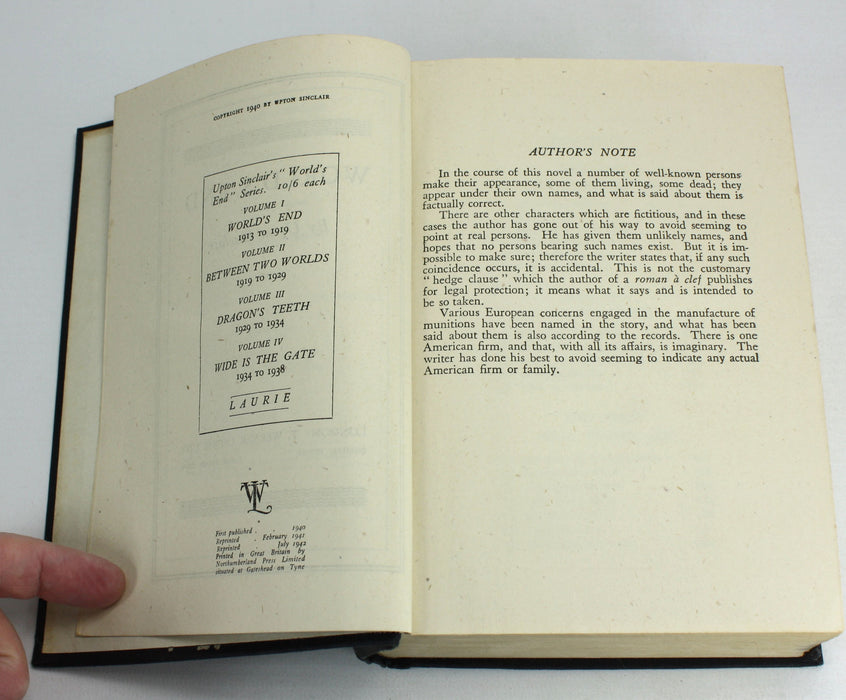 COPYRIGHT 1940 BY UPTON SINCLAIR
Upton Sinclair's "World's
End" Series. 10/6 each
VOLUME I
WORLD'S END
1913 TO 1919
VOLUME II
BETWEEN TWO WORLDS
1919 TO 1929
VOLUME III
DRAGON'S TEETH
1929 TO 1934
VOLUME IV
WIDE IS THE GATE
1934 TO 1938
LAURIE
TWL
First published . 1940
Reprinted . February 1941
Reprinted . July 1942
Printed in Great Britain by
Northumberland Press Limited
situated at Gateshead on Tyne
AUTHOR'S NOTE
In the course of this novel a number of well-known persons
make their appearance, some of them living, some dead; they
appear under their own names, and what is said about them is
factually correct.
There are other characters which are fictitious, and in these
cases the author has gone out of his way to avoid seeming to
point at real persons. He has given them unlikely names, and
hopes that no persons bearing such names exist. But it is im-
possible to make sure; therefore the writer states that, if any such
coincidence occurs, it is accidental. This is not the customary
"hedge clause" which the author of a roman à clef publishes
for legal protection; it means what it says and is intended to
be so taken.
Various European concerns engaged in the manufacture of
munitions have been named in the story, and what has been
said about them is also according to the records. There is one
American firm, and that, with all its affairs, is imaginary. The
writer has done his best to avoid seeming to indicate any actual
American firm or family.